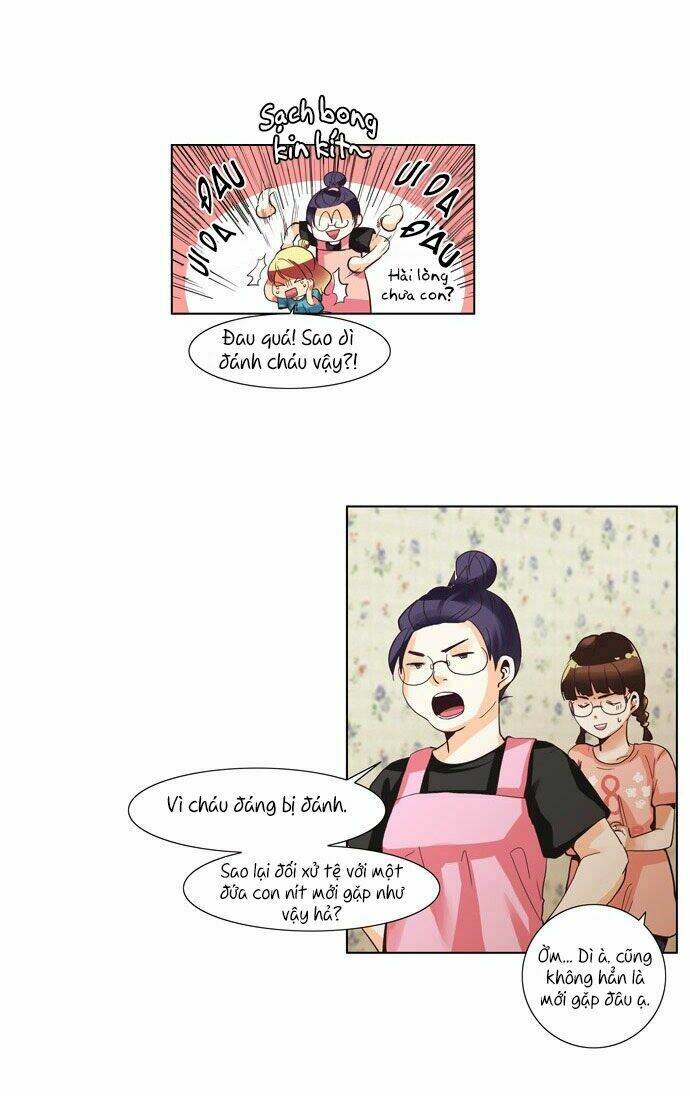 Sạch bong
kin kít~
ĐAU
UI DA
UI DA
ĐAU
Hài lòng
chưa con?
Đau quá! Sao dì
đánh cháu vậy?!
Vì cháu đáng bị đánh.
Sao lại đối xử tệ với một
đứa con nít mới gặp như
vậy hả?
Ờm... Dì à, cũng
không hẳn là
mới gặp đâu ạ.